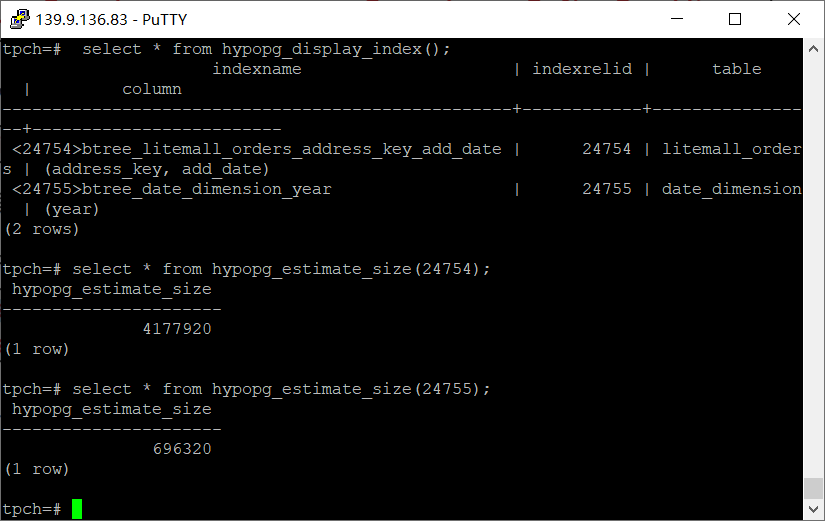 139.9.136.83 - PuTTY
tpch=#  select * from hypopg_display_index();
                     indexname                     | indexrelid |      table
  |         column
---------------------------------------------------+------------+---------------
--+-------------------------
 <24754>btree_litemall_orders_address_key_add_date |      24754 | litemall_order
s | (address_key, add_date)
 <24755>btree_date_dimension_year                  |      24755 | date_dimension
  | (year)
(2 rows)
tpch=# select * from hypopg_estimate_size(24754);
 hypopg_estimate_size
----------------------
              4177920
(1 row)
tpch=# select * from hypopg_estimate_size(24755);
 hypopg_estimate_size
----------------------
               696320
(1 row)
tpch=#